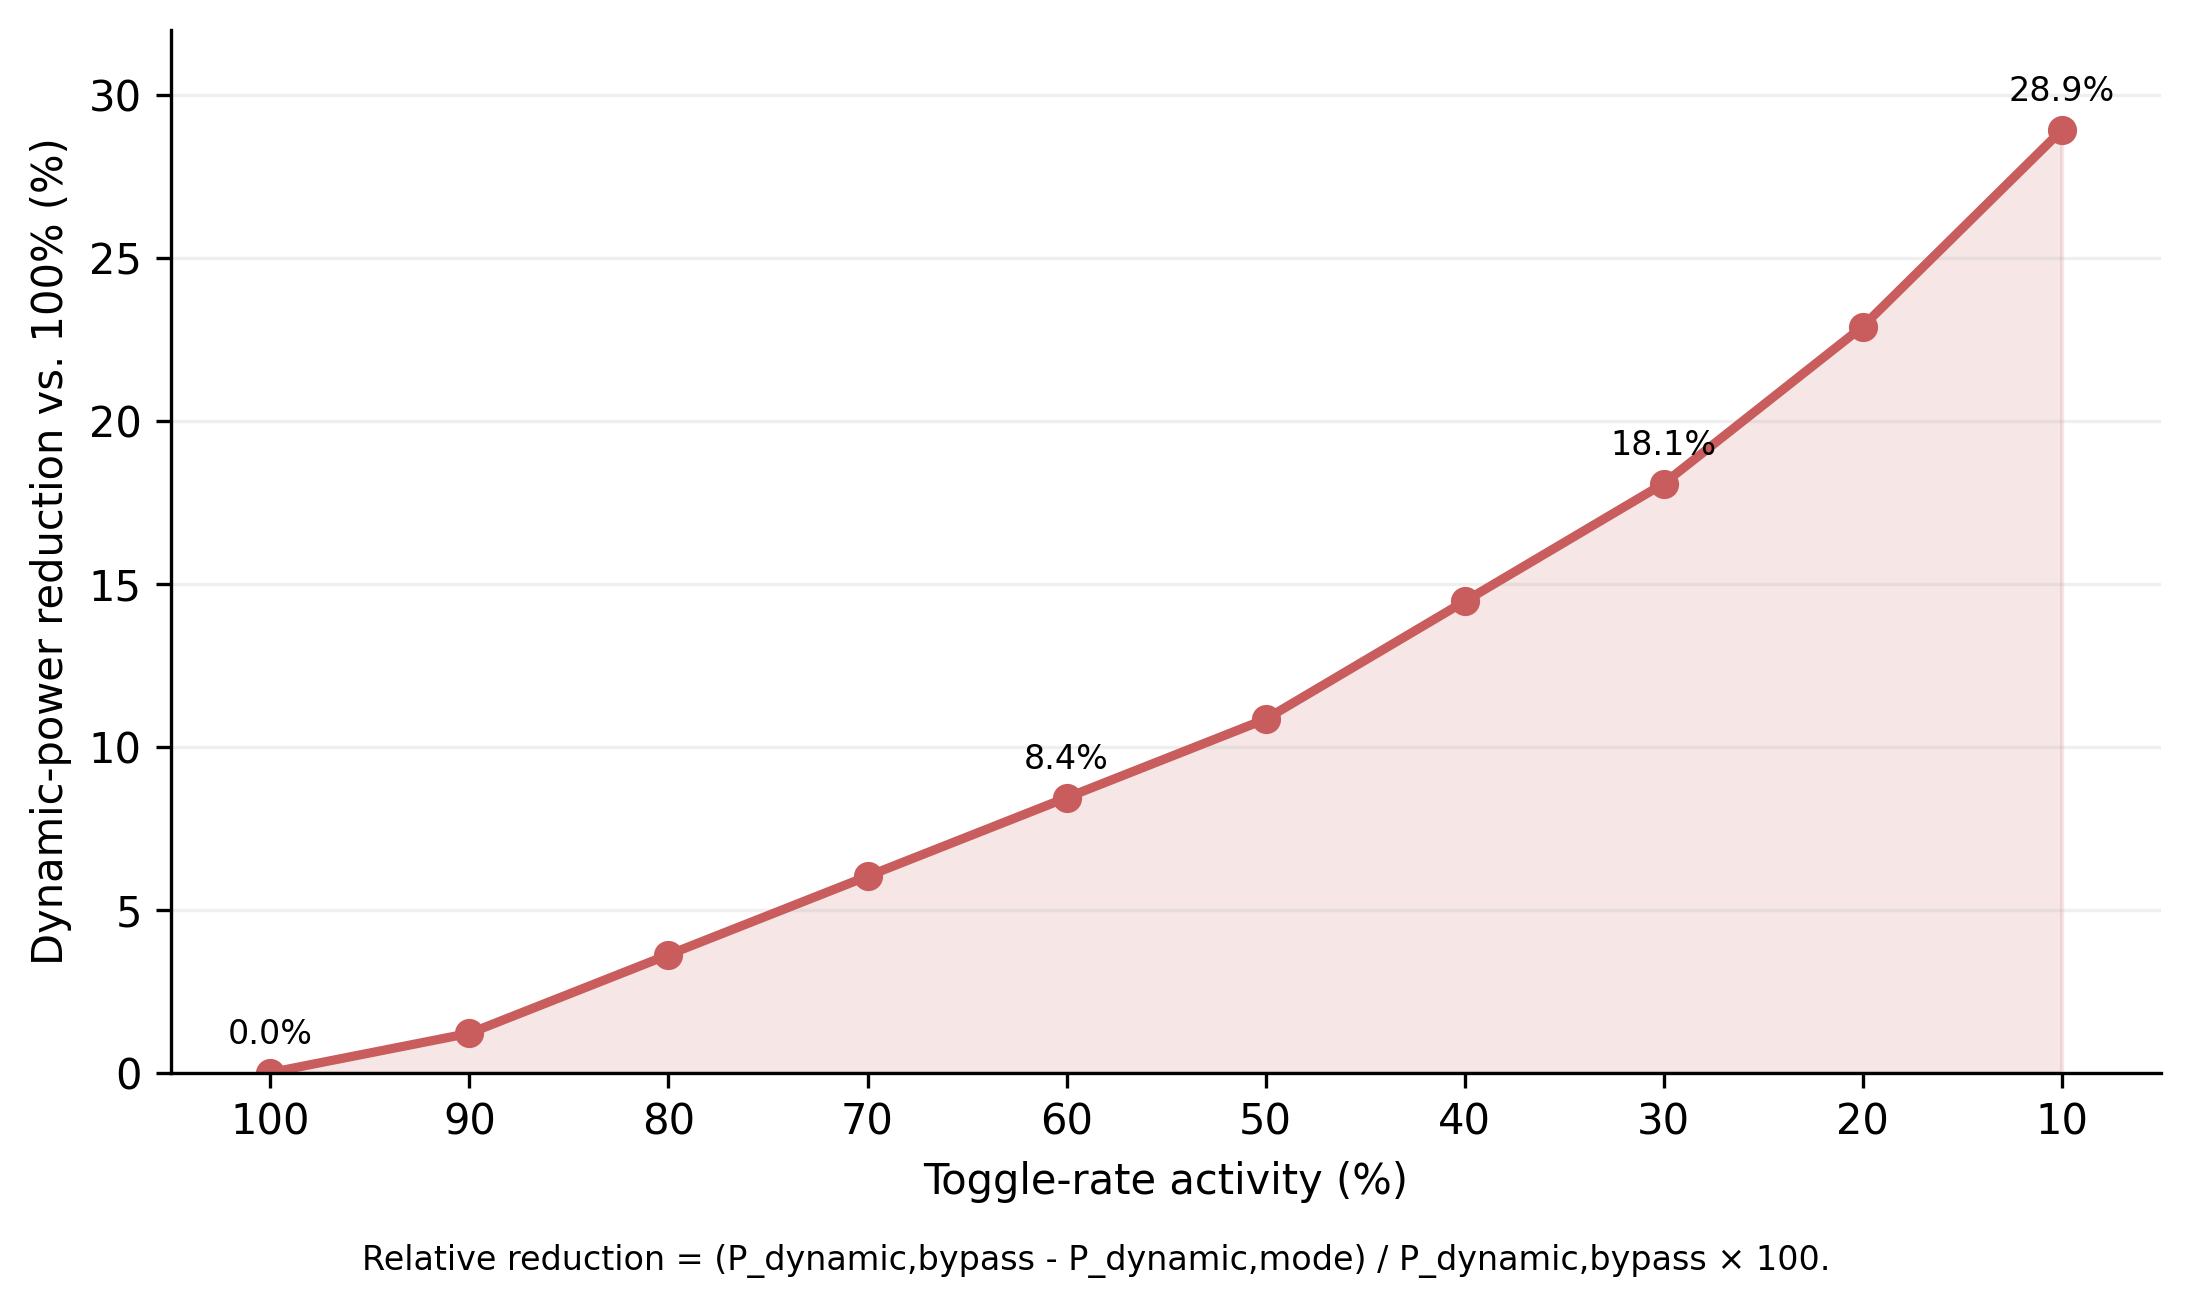 Dynamic-power reduction vs. 100% (%)
30
25
20
15
10
5
0
0.0%
8.4%
18.1%
28.9%
100 90 80 70 60 50 40 30 20 10
Toggle-rate activity (%)
Relative reduction = (P_dynamic,bypass - P_dynamic,mode) / P_dynamic,bypass × 100.